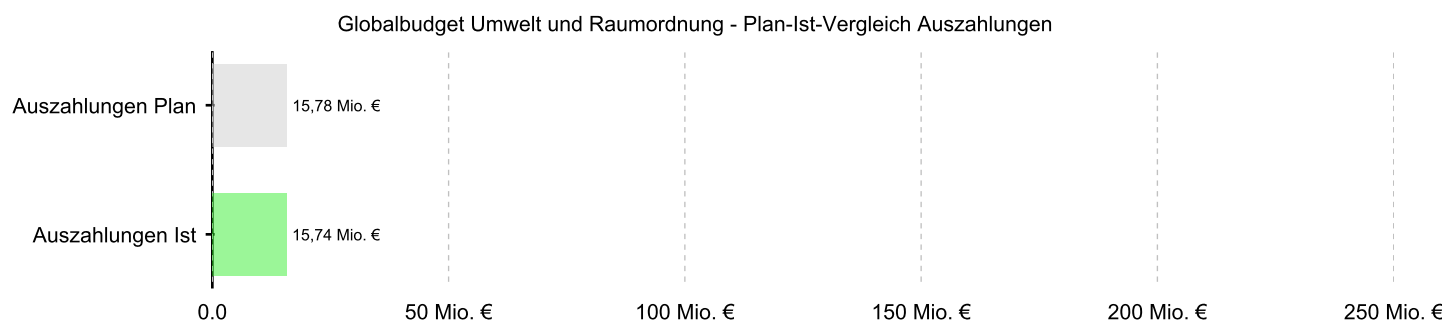 Globalbudget Umwelt und Raumordnung - Plan-Ist-Vergleich Auszahlungen
Auszahlungen Plan 15,78 Mio. €
Auszahlungen Ist 15,74 Mio. €
0.0 50 Mio. € 100 Mio. € 150 Mio. € 200 Mio. € 250 Mio. €